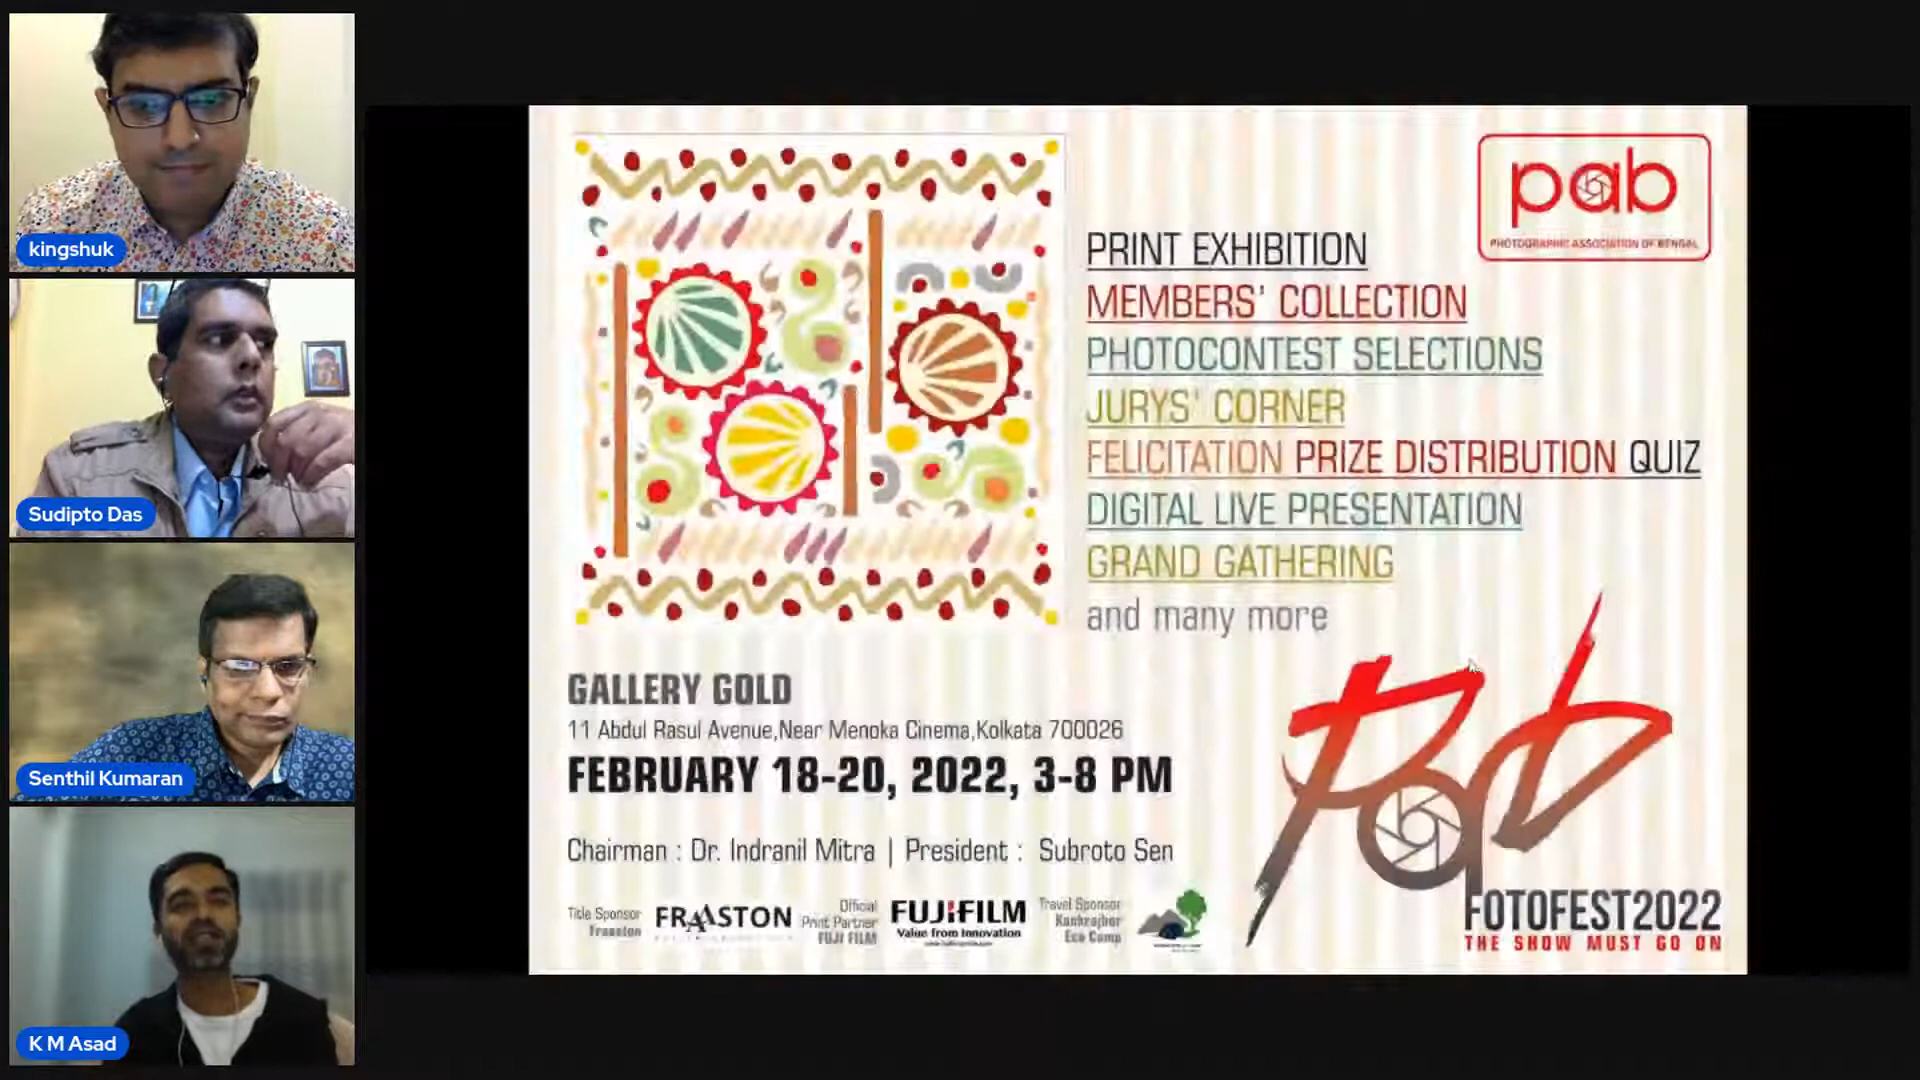 kingshuk
Sudipto Das
Senthil Kumaran
K M Asad
pab
PHOTOGRAPHIC ASSOCIATION OF BENGAL
PRINT EXHIBITION
MEMBERS' COLLECTION
PHOTOCONTEST SELECTIONS
JURYS' CORNER
FELICITATION PRIZE DISTRIBUTION QUIZ
DIGITAL LIVE PRESENTATION
GRAND GATHERING
and many more
GALLERY GOLD
11 Abdul Rasul Avenue,Near Menoka Cinema,Kolkata 700026
FEBRUARY 18-20, 2022, 3-8 PM
Chairman : Dr. Indranil Mitra | President : Subroto Sen
Title Sponsor
Fraaston
FRAASTON
Official
Print Partner
FUJI FILM
FUJIFILM
Value from Innovation
Travel Sponsor
Kankrajhor
Eco Camp
Pab
FOTOFEST2022
THE SHOW MUST GO ON